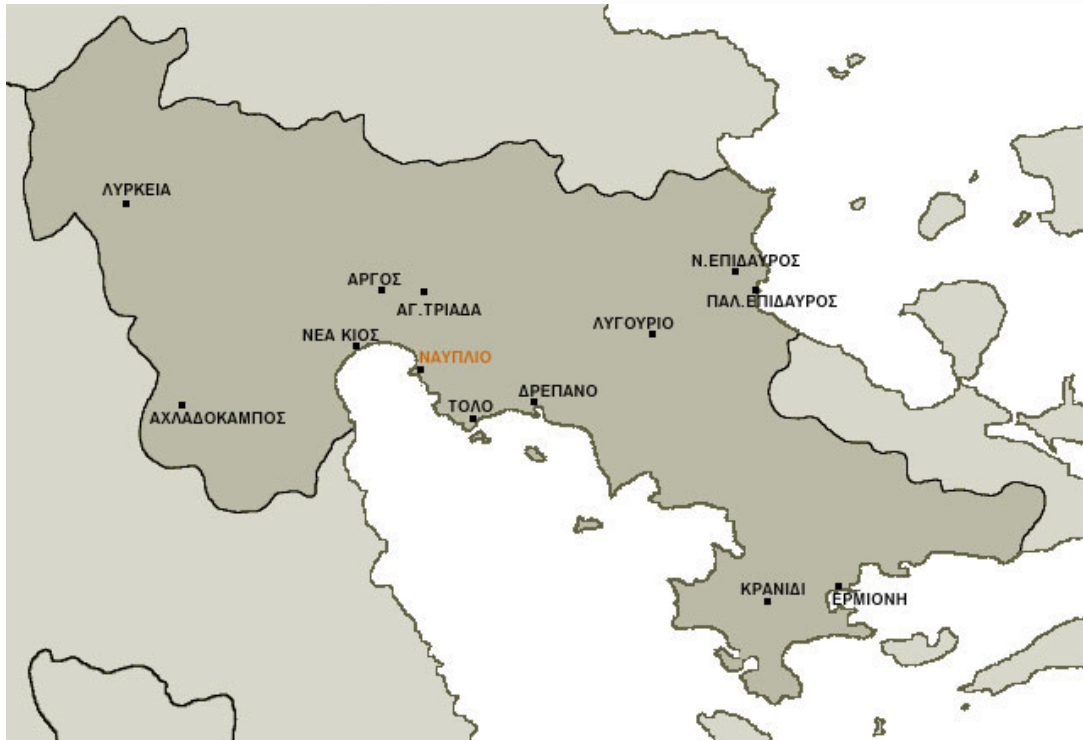 ΛΥΡΚΕΙΑ
Ν.ΕΠΙΔΑΥΡΟΣ
ΑΡΓΟΣ
ΑΓ.ΤΡΙΑΔΑ
ΠΑΛ.ΕΠΙΔΑΥΡΟΣ
ΛΥΓΟΥΡΙΟ
ΝΕΑ ΚΙΟΣ
ΝΑΥΠΛΙΟ
ΔΡΕΠΑΝΟ
ΤΟΛΟ
ΑΧΛΑΔΟΚΑΜΠΟΣ
ΚΡΑΝΙΔΙ
ΕΡΜΙΟΝΗ